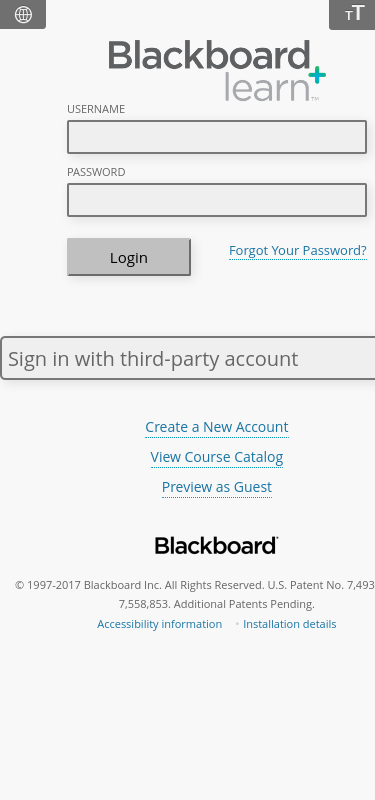 TT
Blackboard
learn+™
USERNAME
PASSWORD
Login
Forgot Your Password?
Sign in with third-party account
Create a New Account
View Course Catalog
Preview as Guest
Blackboard
© 1997-2017 Blackboard Inc. All Rights Reserved. U.S. Patent No. 7,493
7,558,853. Additional Patents Pending.
Accessibility information · Installation details